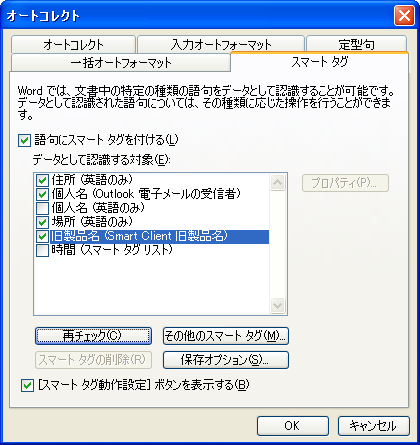 オートコレクト
オートコレクト 入力オートフォーマット 定型句
一括オートフォーマット スマート タグ
Word では、文書中の特定の種類の語句をデータとして認識することが可能です。
データとして認識された語句については、その種類に応じた操作を行うことができま
す。
語句にスマート タグを付ける(L)
データとして認識する対象(E):
住所 (英語のみ)
個人名 (Outlook 電子メールの受信者)
個人名 (英語のみ)
場所 (英語のみ)
旧製品名 (Smart Client 旧製品名)
時間 (スマート タグ リスト)
プロパティ(P)...
再チェック(C) その他のスマート タグ(M)...
スマート タグの削除(R) 保存オプション(S)...
[スマート タグ動作設定] ボタンを表示する(B)
OK キャンセル